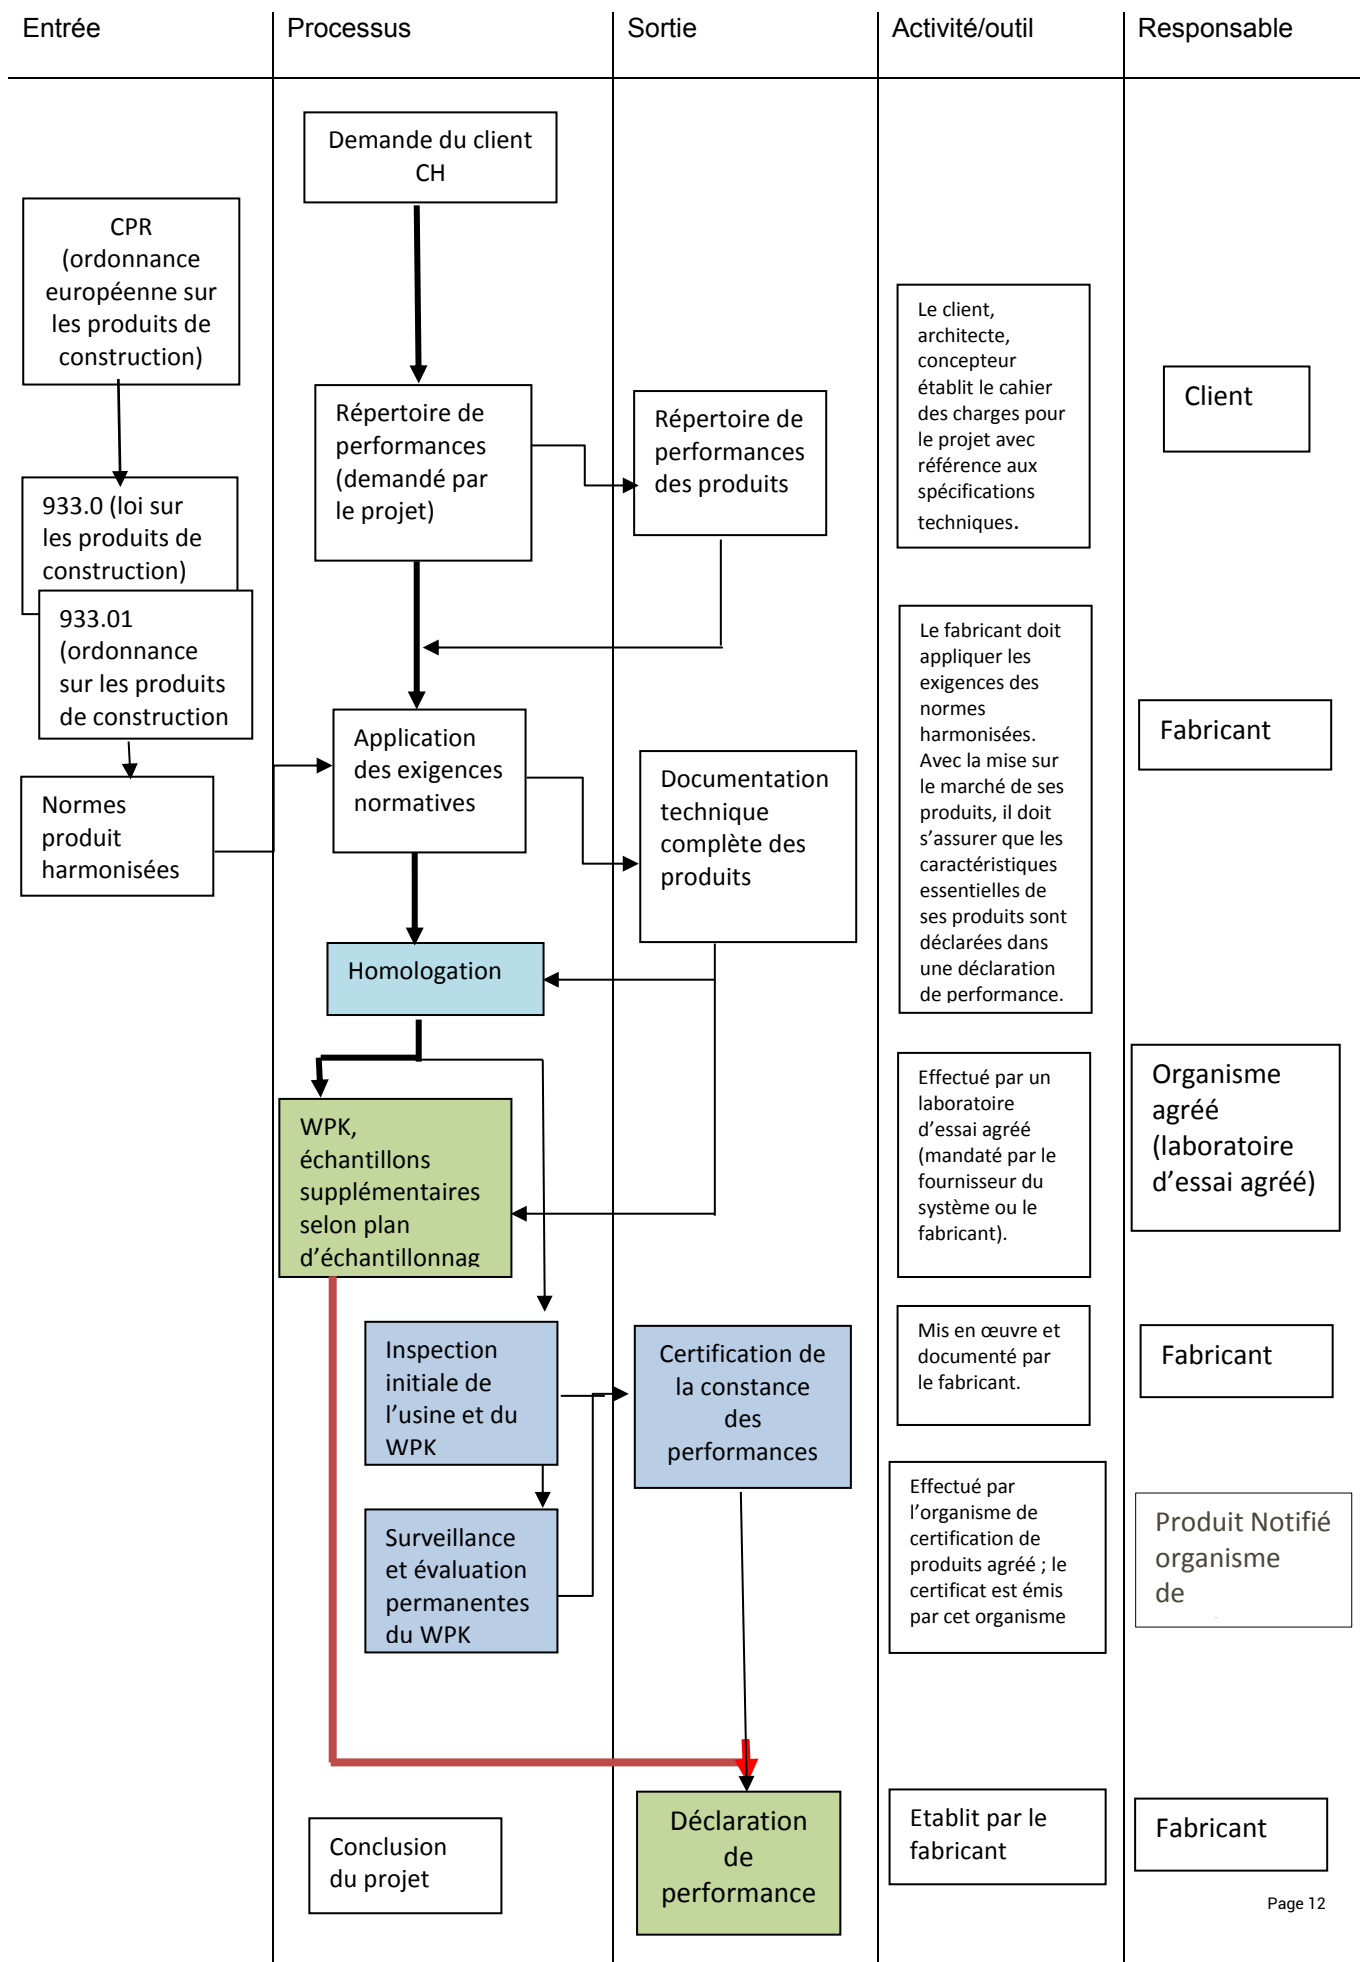 Entrée
Processus
Sortie
Activité/outil
Responsable
Demande du client
CH
CPR
(ordonnance
européenne sur
les produits de
construction)
Le client,
architecte,
concepteur
établit le cahier
des charges pour
le projet avec
référence aux
spécifications
techniques.
Client
Répertoire de
performances
(demandé par
le projet)
Répertoire de
performances
des produits
933.0 (loi sur
les produits de
construction)
933.01
(ordonnance
sur les produits
de construction
Le fabricant doit
appliquer les
exigences des
normes
harmonisées.
Avec la mise sur
le marché de ses
produits, il doit
s’assurer que les
caractéristiques
essentielles de
ses produits sont
déclarées dans
une déclaration
de performance.
Fabricant
Application
des exigences
normatives
Documentation
technique
complète des
produits
Normes
produit
harmonisées
Homologation
WPK,
échantillons
supplémentaires
selon plan
d’échantillonnag
Effectué par un
laboratoire
d’essai agréé
(mandaté par le
fournisseur du
système ou le
fabricant).
Organisme
agréé
(laboratoire
d’essai agréé)
Inspection
initiale de
l’usine et du
WPK
Certification de
la constance
des
performances
Mis en œuvre et
documenté par
le fabricant.
Fabricant
Surveillance
et évaluation
permanentes
du WPK
Effectué par
l’organisme de
certification de
produits agréé ; le
certificat est émis
par cet organisme
Produit Notifié
organisme
de
Conclusion
du projet
Déclaration
de
performance
Etablit par le
fabricant
Fabricant
Page 12